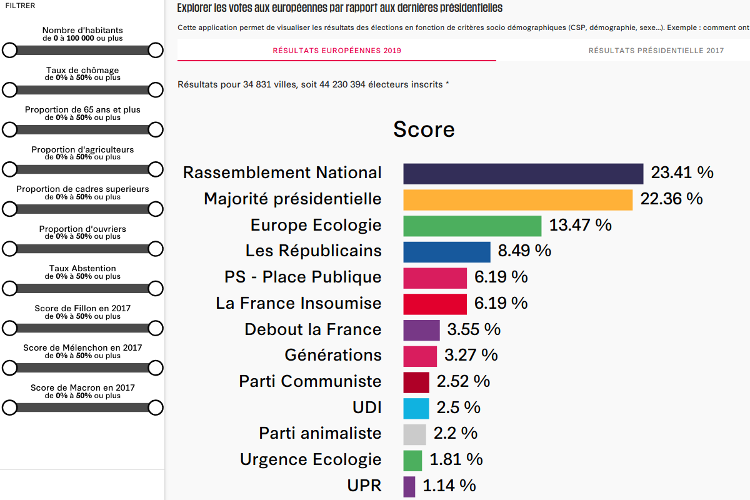 FILTRER
Nombre d'habitants
de 0 à 100 000 ou plus
Taux de chômage
de 0% à 50% ou plus
Proportion de 65 ans et plus
de 0% à 50% ou plus
Proportion d'agriculteurs
de 0% à 50% ou plus
Proportion de cadres superieurs
de 0% à 50% ou plus
Proportion d'ouvriers
de 0% à 50% ou plus
Taux Abstention
de 0% à 50% ou plus
Score de Fillon en 2017
de 0% à 50% ou plus
Score de Mélenchon en 2017
de 0% à 50% ou plus
Score de Macron en 2017
de 0% à 50% ou plus
Explorer les votes aux européennes par rapport aux dernières présidentielles
Cette application permet de visualiser les résultats des élections en fonction de critères socio démographiques (CSP, démographie, sexe...). Exemple : comment ont
RÉSULTATS EUROPÉENNES 2019
RÉSULTATS PRÉSIDENTIELLE 2017
Résultats pour 34 831 villes, soit 44 230 394 électeurs inscrits *
Score
Rassemblement National 23.41 %
Majorité présidentielle 22.36 %
Europe Ecologie 13.47 %
Les Républicains 8.49 %
PS - Place Publique 6.19 %
La France Insoumise 6.19 %
Debout la France 3.55 %
Générations 3.27 %
Parti Communiste 2.52 %
UDI 2.5 %
Parti animaliste 2.2 %
Urgence Ecologie 1.81 %
UPR 1.14 %